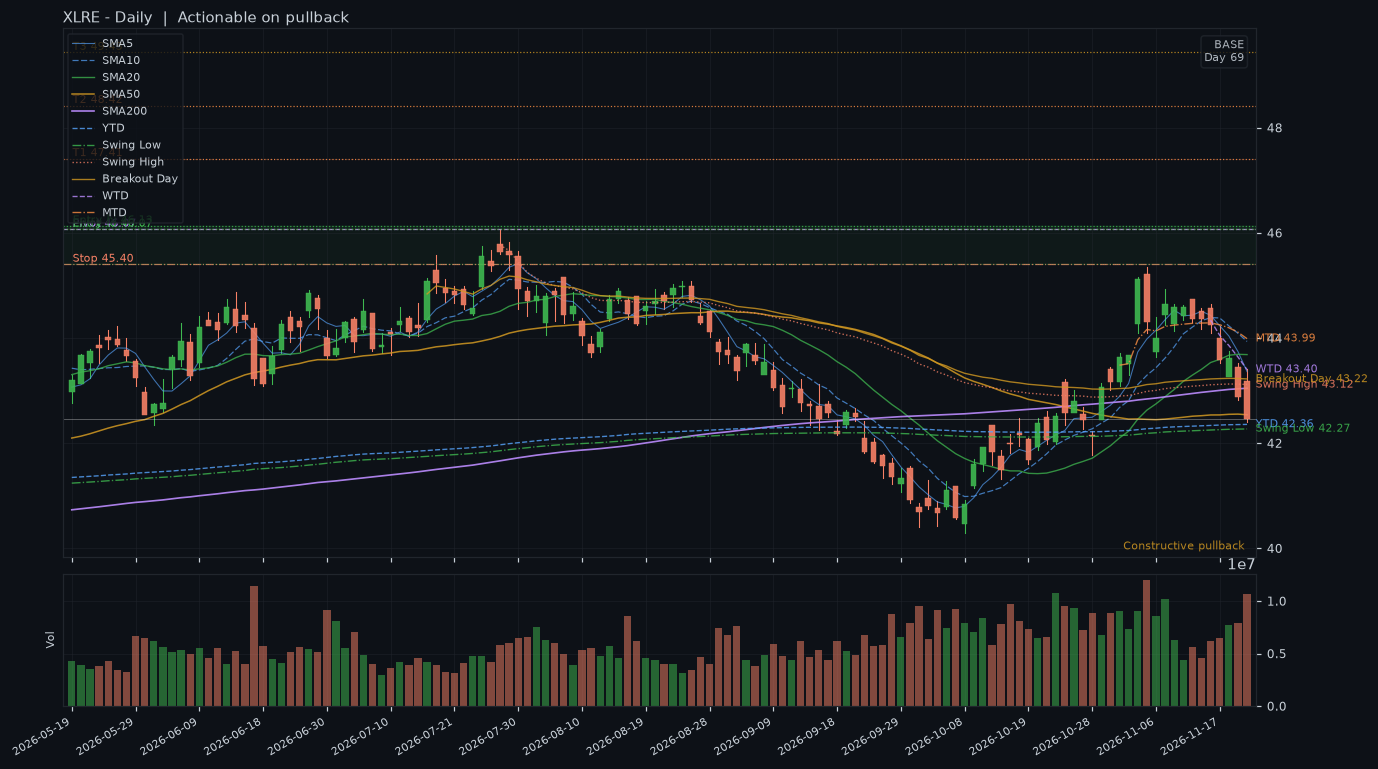 XLRE - Daily | Actionable on pullback
SMA5
SMA10
SMA20
SMA50
SMA200
YTD
Swing Low
Swing High
Breakout Day
WTD
MTD
BASE
Day 69
Stop 45.40
48
46
44
42
40
MTD 43.99
WTD 43.40
Breakout Day 43.22
Swing High 43.12
YTD 42.36
Swing Low 42.27
Constructive pullback
1e7
Vol
1.0
0.5
0.0
2026-05-19
2026-05-29
2026-06-09
2026-06-18
2026-06-30
2026-07-10
2026-07-21
2026-07-30
2026-08-10
2026-08-19
2026-08-28
2026-09-09
2026-09-18
2026-09-29
2026-10-08
2026-10-19
2026-10-28
2026-11-06
2026-11-17